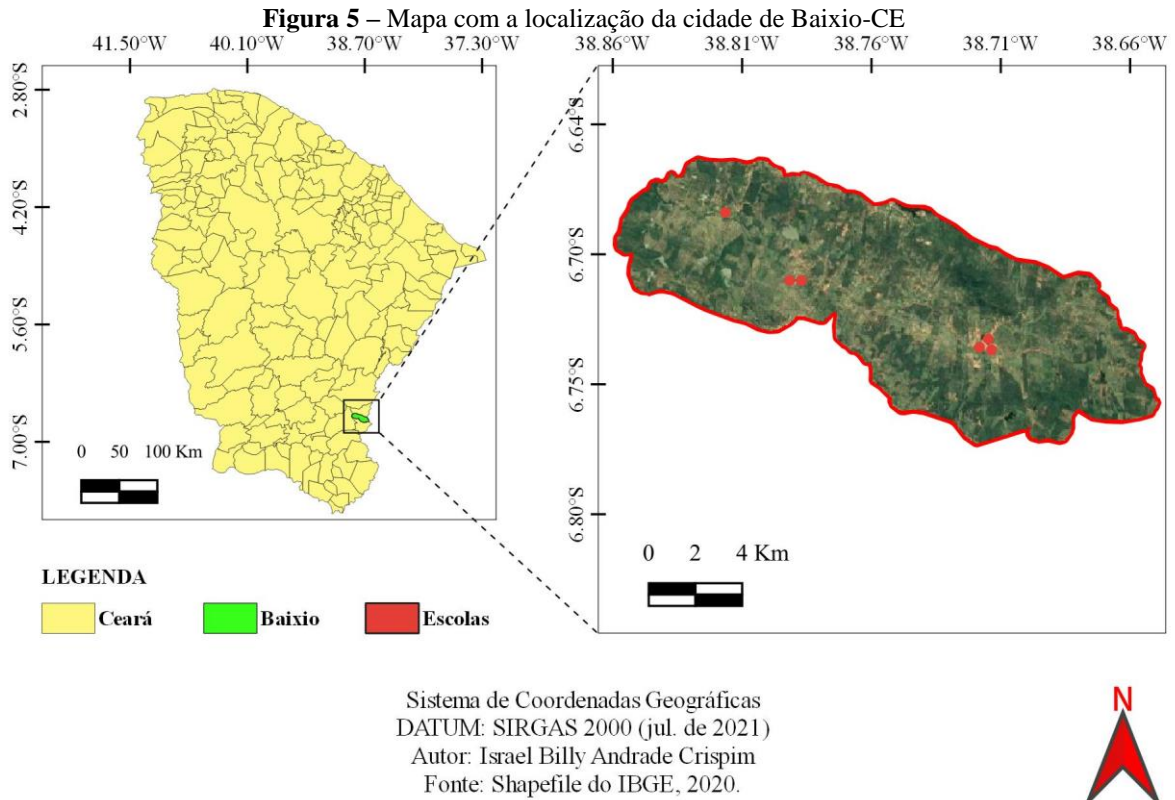 Figura 5 – Mapa com a localização da cidade de Baixio-CE
41.50°W 40.10°W 38.70°W 37.30°W
2.80°S
4.20°S
5.60°S
7.00°S
0 50 100 Km
38.86°W 38.81°W 38.76°W 38.71°W 38.66°W
6.64°S
6.70°S
6.75°S
6.80°S
0 2 4 Km
LEGENDA
Ceará Baixio Escolas
Sistema de Coordenadas Geográficas
DATUM: SIRGAS 2000 (jul. de 2021)
Autor: Israel Billy Andrade Crispim
Fonte: Shapefile do IBGE, 2020.
N